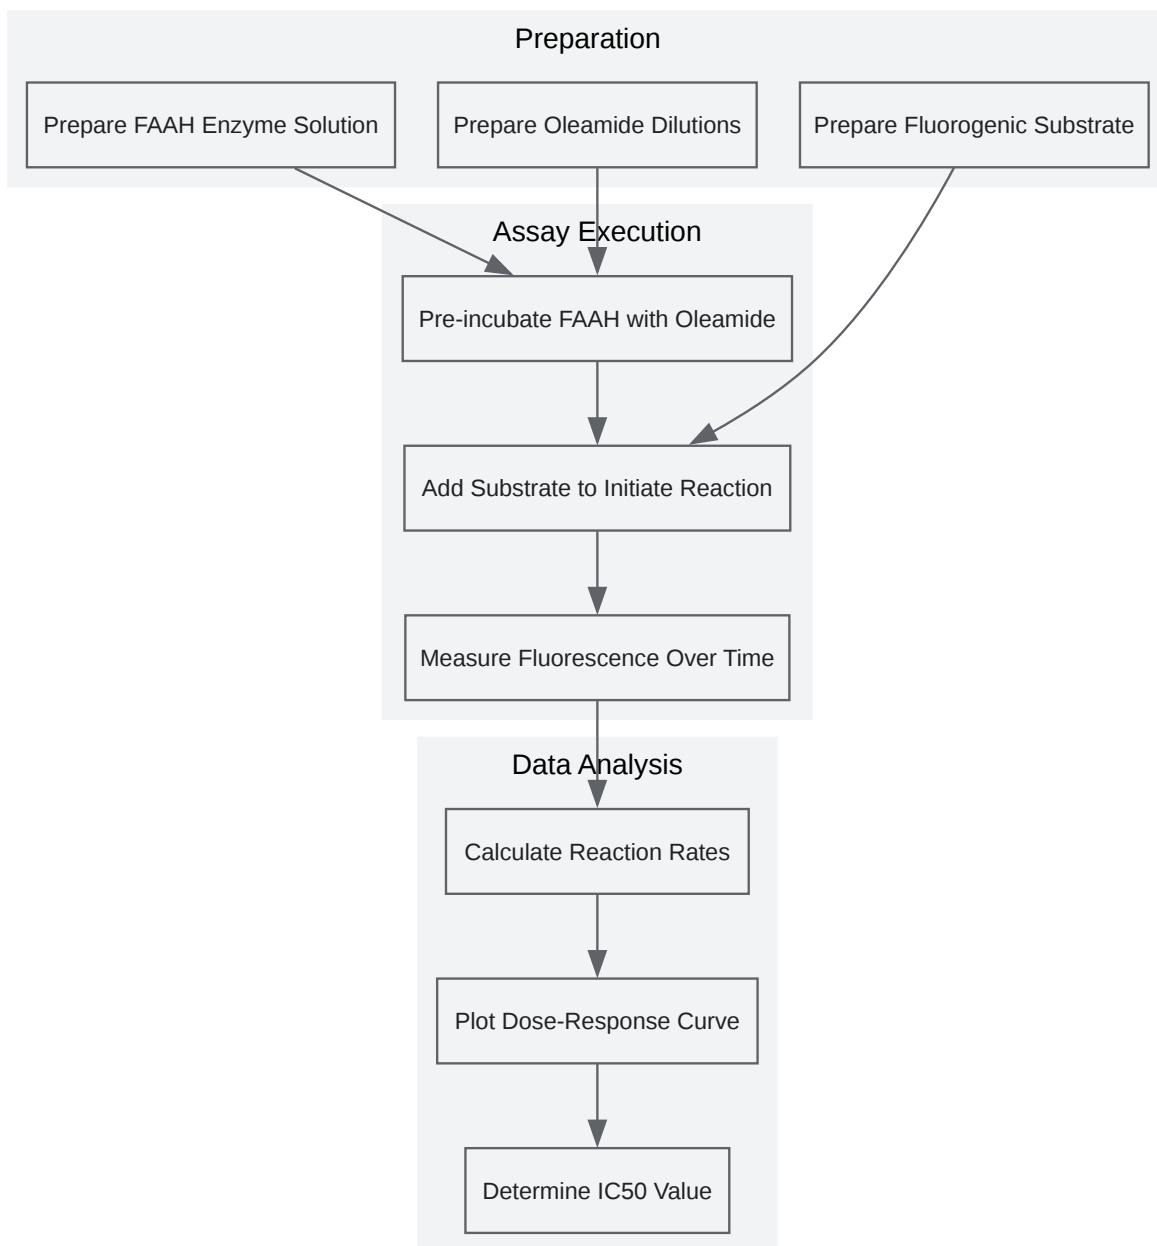 Preparation
Prepare FAAH Enzyme Solution
Prepare Oleamide Dilutions
Prepare Fluorogenic Substrate
Assay Execution
Pre-incubate FAAH with Oleamide
Add Substrate to Initiate Reaction
Measure Fluorescence Over Time
Data Analysis
Calculate Reaction Rates
Plot Dose-Response Curve
Determine IC50 Value